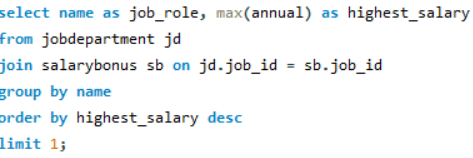 select name as job_role, max(annual) as highest_salary
from jobdepartment jd
join salarybonus sb on jd.job_id = sb.job_id
group by name
order by highest_salary desc
limit 1;